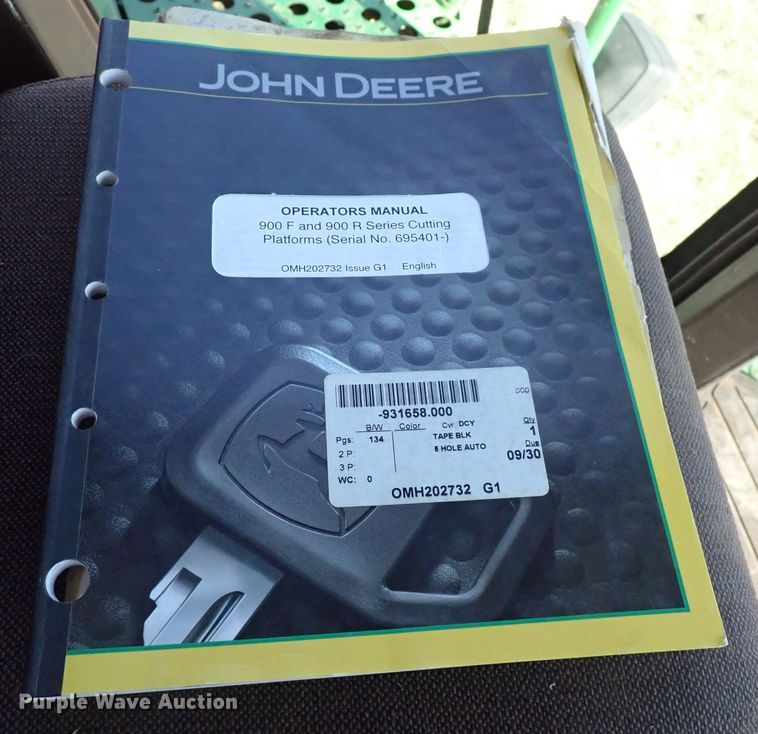 JOHN DEERE
OPERATORS MANUAL
900 F and 900 R Series Cutting
Platforms (Serial No. 695401-)
OMH202732 Issue G1 English
-931658.000
DOD
B/W Color Cvr: DCY Qty
Pgs: 134 TAPE BLK 1
2 P: 5 HOLE AUTO Due
3 P: 09/30
WC: 0
OMH202732 G1
Purple Wave Auction